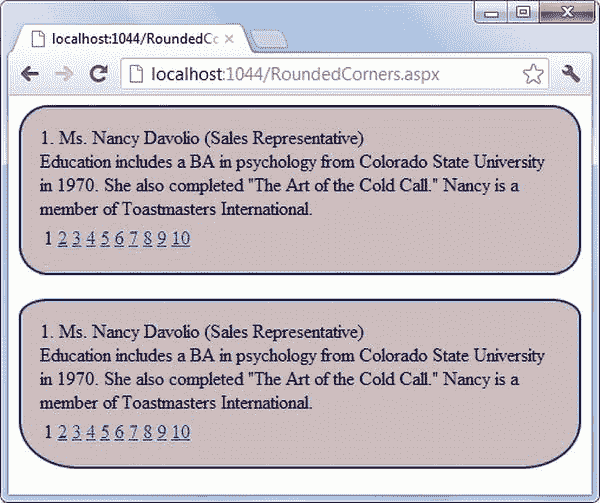 localhost:1044/RoundedCo
localhost:1044/RoundedCorners.aspx
1. Ms. Nancy Davolio (Sales Representative)
Education includes a BA in psychology from Colorado State University
in 1970. She also completed "The Art of the Cold Call." Nancy is a
member of Toastmasters International.
1 2 3 4 5 6 7 8 9 10
1. Ms. Nancy Davolio (Sales Representative)
Education includes a BA in psychology from Colorado State University
in 1970. She also completed "The Art of the Cold Call." Nancy is a
member of Toastmasters International.
1 2 3 4 5 6 7 8 9 10